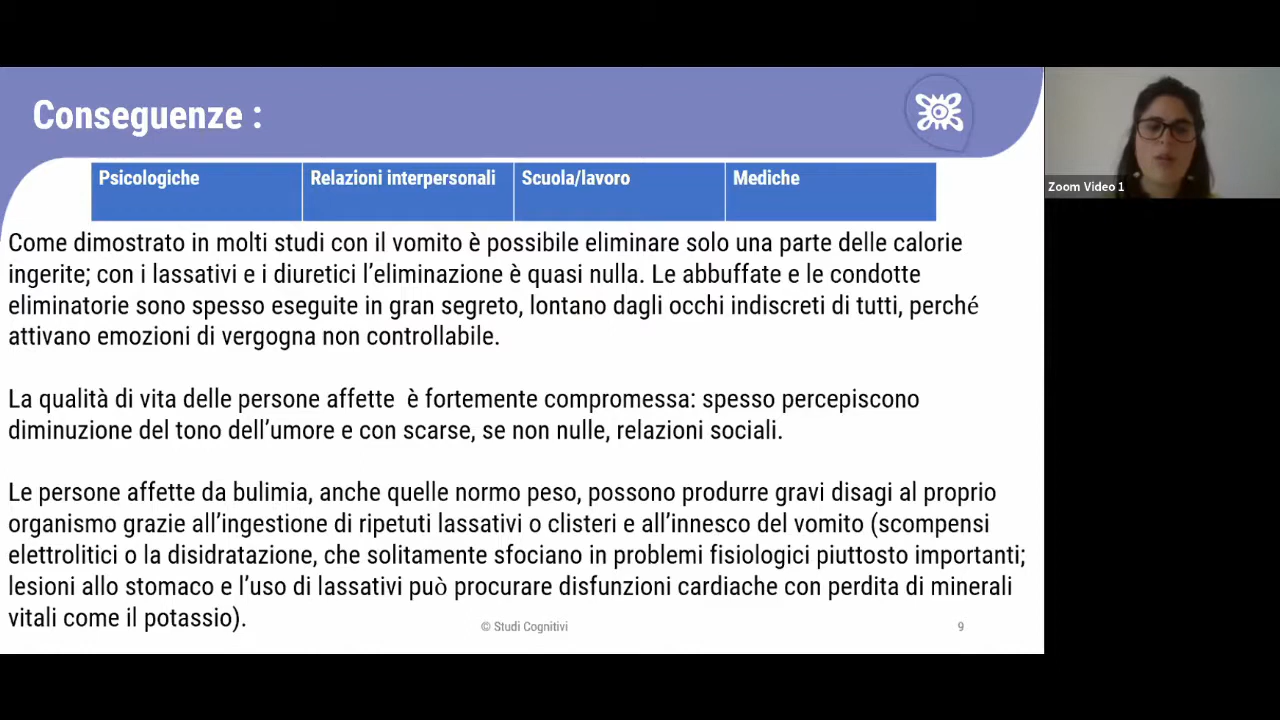 Conseguenze :
Psicologiche
Relazioni interpersonali
Scuola/lavoro
Mediche
Zoom Video 1
Come dimostrato in molti studi con il vomito è possibile eliminare solo una parte delle calorie
ingerite; con i lassativi e i diuretici l’eliminazione è quasi nulla. Le abbuffate e le condotte
eliminatorie sono spesso eseguite in gran segreto, lontano dagli occhi indiscreti di tutti, perché
attivano emozioni di vergogna non controllabile.
La qualità di vita delle persone affette  è fortemente compromessa: spesso percepiscono
diminuzione del tono dell’umore e con scarse, se non nulle, relazioni sociali.
Le persone affette da bulimia, anche quelle normo peso, possono produrre gravi disagi al proprio
organismo grazie all’ingestione di ripetuti lassativi o clisteri e all’innesco del vomito (scompensi
elettrolitici o la disidratazione, che solitamente sfociano in problemi fisiologici piuttosto importanti;
lesioni allo stomaco e l’uso di lassativi può procurare disfunzioni cardiache con perdita di minerali
vitali come il potassio).
© Studi Cognitivi
9